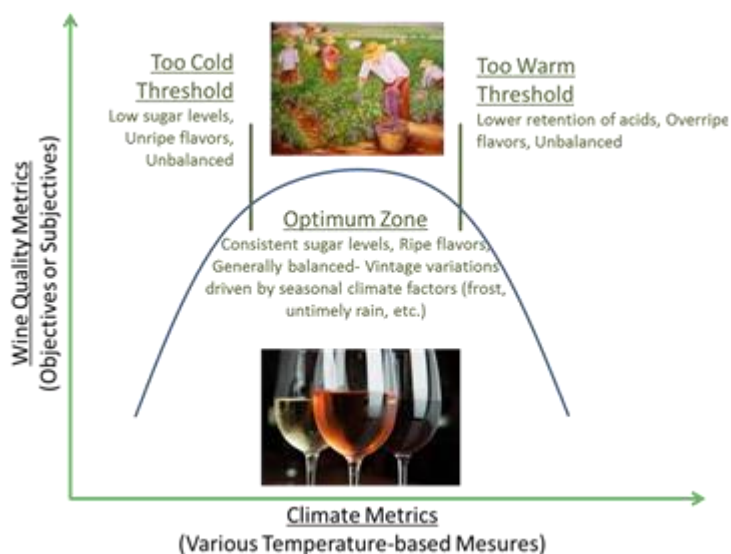 Too Cold
Threshold
Low sugar levels,
Unripe flavors,
Unbalanced
Too Warm
Threshold
Lower retention of acids, Overripe
flavors, Unbalanced
Optimum Zone
Consistent sugar levels, Ripe flavors,
Generally balanced- Vintage variations
driven by seasonal climate factors (frost,
untimely rain, etc.)
Wine Quality Metrics
(Objectives or Subjectives)
Climate Metrics
(Various Temperature-based Mesures)